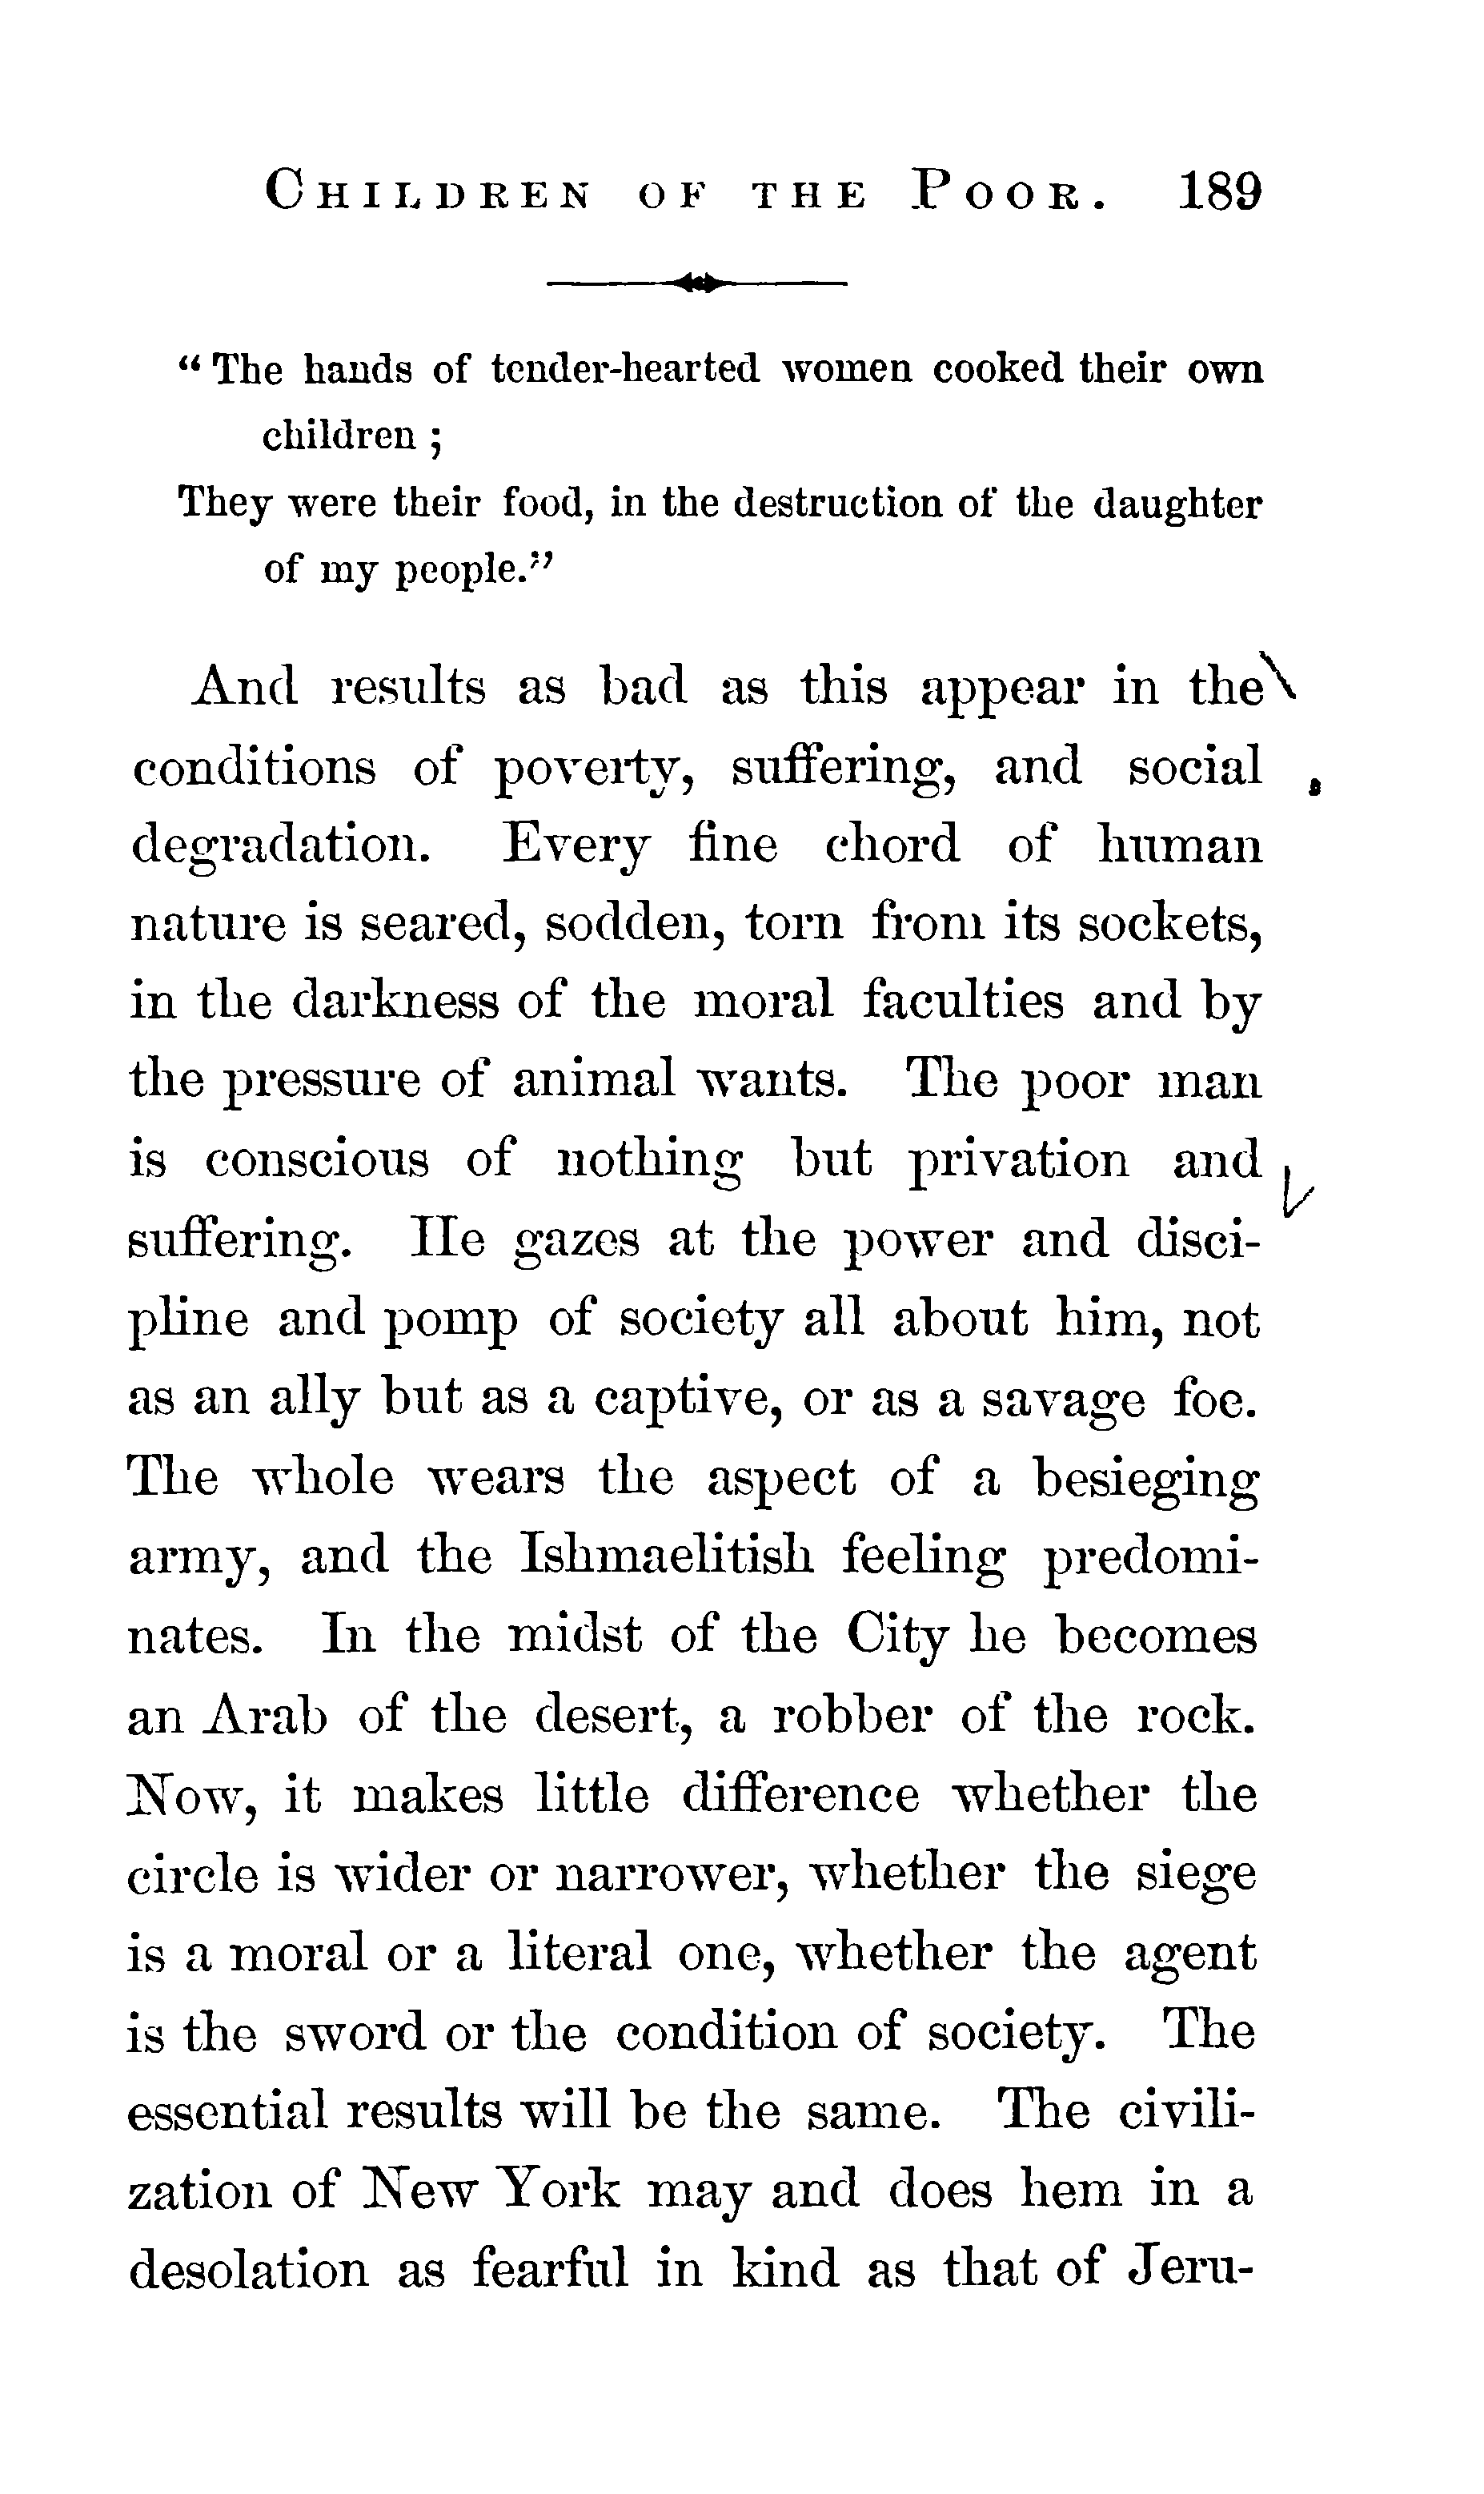 CHILDREN OF THE POOR. 189
“The hands of tender-hearted women cooked their own
children ;
They were their food, in the destruction of the daughter
of my people.”
And results as bad as this appear in the
conditions of poverty, suffering, and social
degradation. Every fine chord of human
nature is seared, sodden, torn from its sockets,
in the darkness of the moral faculties and by
the pressure of animal wants. The poor man
is conscious of nothing but privation and
suffering. He gazes at the power and disci-
pline and pomp of society all about him, not
as an ally but as a captive, or as a savage foe.
The whole wears the aspect of a besieging
army, and the Ishmaelitish feeling predomi-
nates. In the midst of the City he becomes
an Arab of the desert, a robber of the rock.
Now, it makes little difference whether the
circle is wider or narrower, whether the siege
is a moral or a literal one, whether the agent
is the sword or the condition of society. The
essential results will be the same. The civili-
zation of New York may and does hem in a
desolation as fearful in kind as that of Jeru-